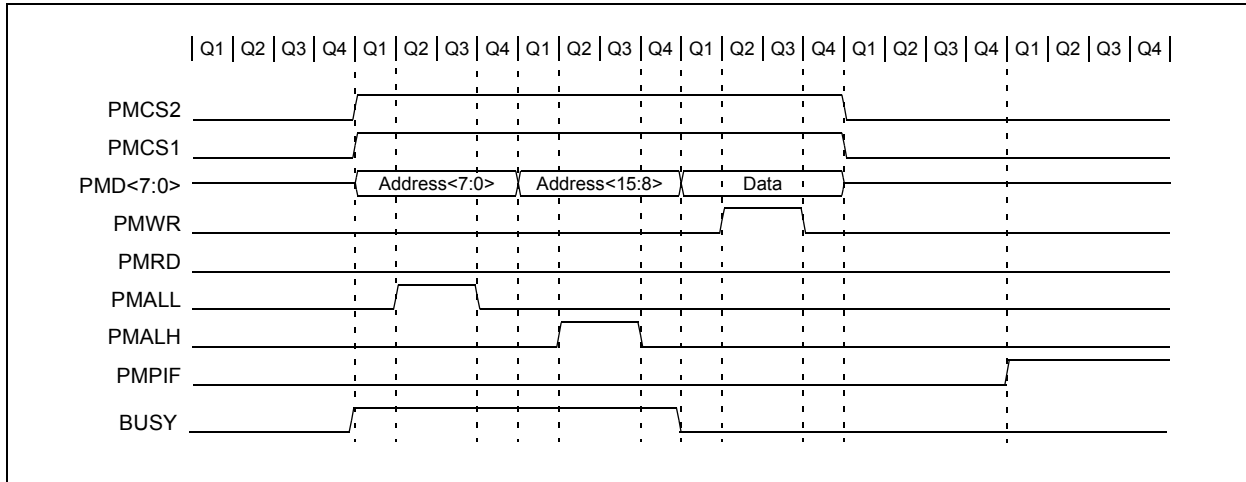 Q1 Q2 Q3 Q4 Q1 Q2 Q3 Q4 Q1 Q2 Q3 Q4 Q1 Q2 Q3 Q4 Q1 Q2 Q3 Q4 Q1 Q2 Q3 Q4
PMCS2
PMCS1
PMD<7:0> Address<7:0> Address<15:8> Data
PMWR
PMRD
PMALL
PMALH
PMPIF
BUSY